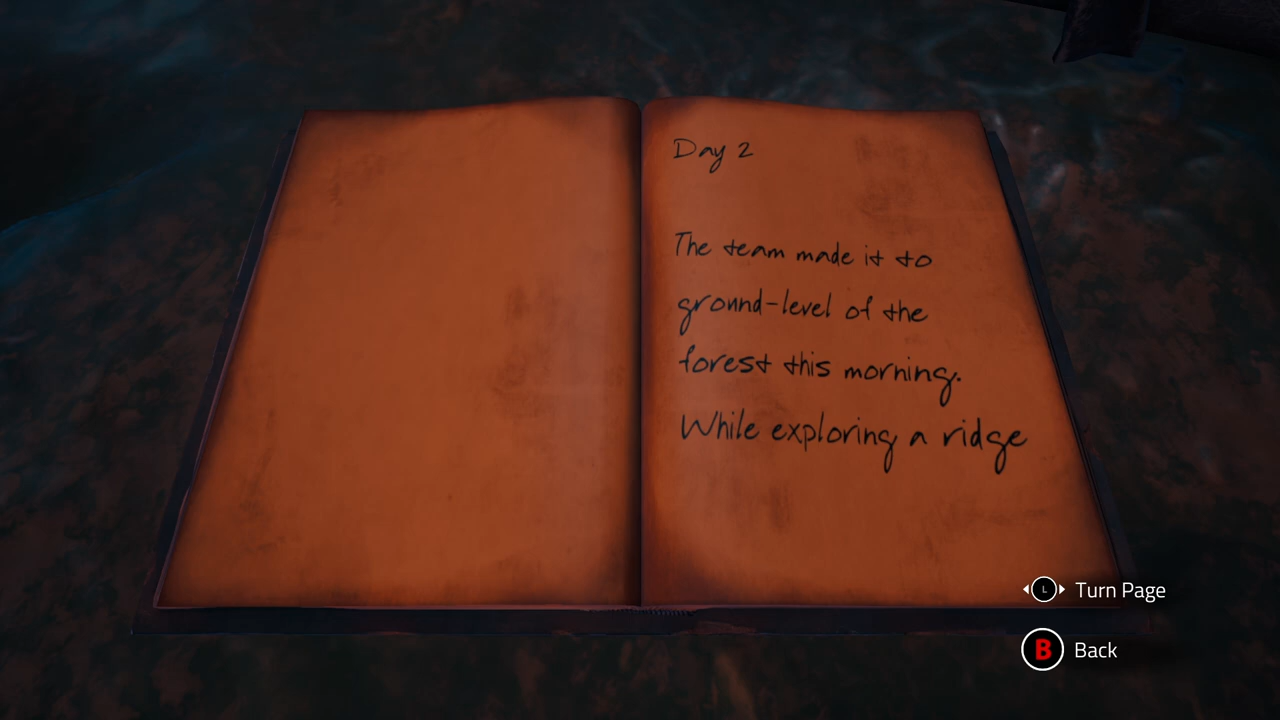 Day 2
The team made it to
ground-level of the
forest this morning.
While exploring a ridge
L Turn Page
B Back